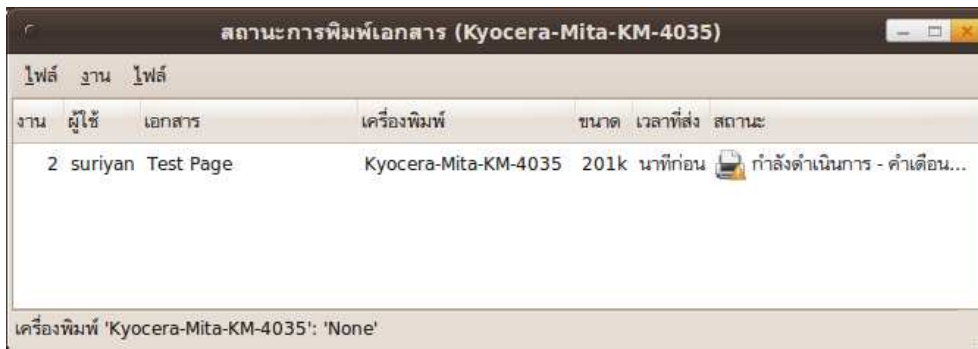 สถานะการพิมพ์เอกสาร (Kyocera-Mita-KM-4035)
ไฟล์ งาน ไฟล์
งาน ผู้ใช้ เอกสาร เครื่องพิมพ์ ขนาด เวลาที่ส่ง สถานะ
2 suriyan Test Page Kyocera-Mita-KM-4035 201k นาทีก่อน กำลังดำเนินการ - คำเตือน...
เครื่องพิมพ์ 'Kyocera-Mita-KM-4035': 'None'